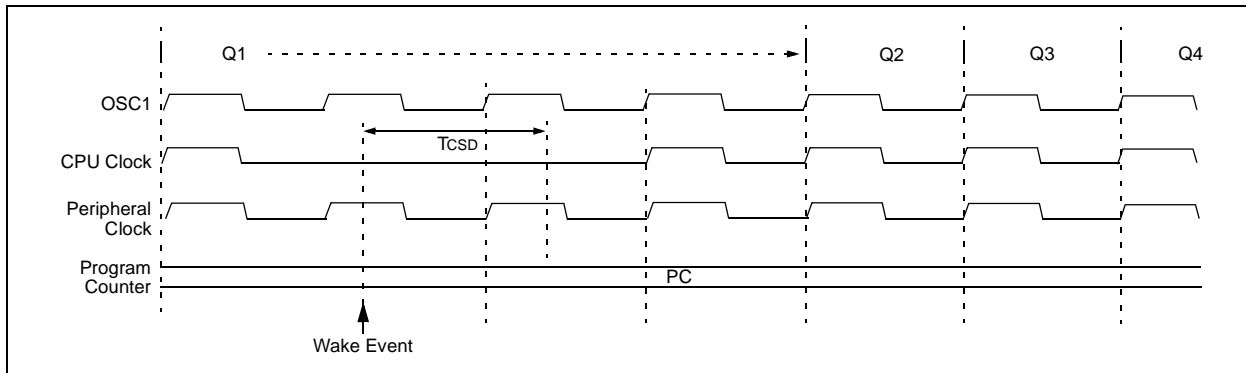 Q1
Q2
Q3
Q4
OSC1
TCSD
CPU Clock
Peripheral
Clock
Program
Counter
PC
Wake Event